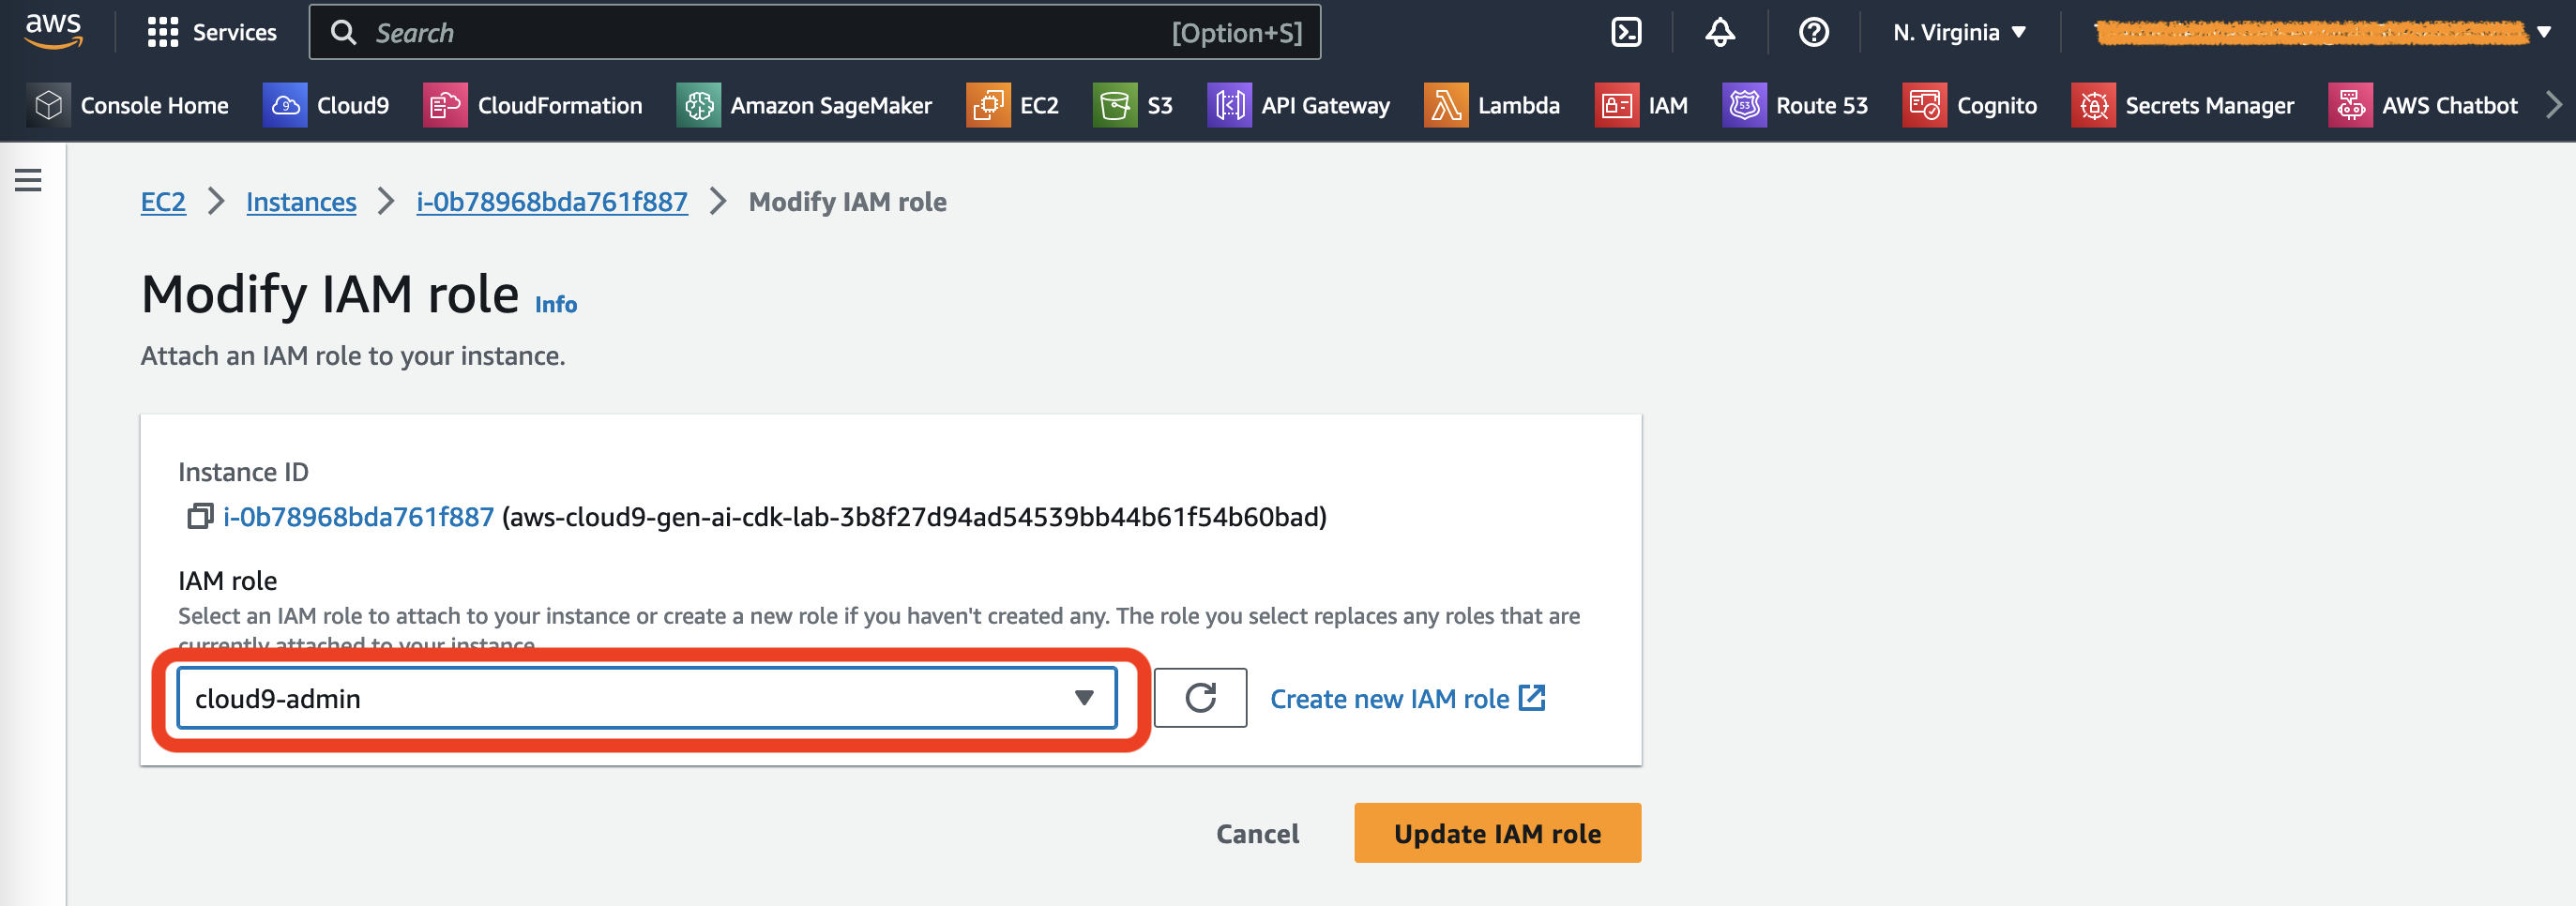 aws Services Search [Option+S] N. Virginia
Console Home Cloud9 CloudFormation Amazon SageMaker EC2 S3 API Gateway Lambda IAM Route 53 Cognito Secrets Manager AWS Chatbot
EC2 > Instances > i-0b78968bda761f887 > Modify IAM role
Modify IAM role Info
Attach an IAM role to your instance.
Instance ID
i-0b78968bda761f887 (aws-cloud9-gen-ai-cdk-lab-3b8f27d94ad54539bb44b61f54b60bad)
IAM role
Select an IAM role to attach to your instance or create a new role if you haven't created any. The role you select replaces any roles that are
currently attached to your instance.
cloud9-admin Create new IAM role
Cancel Update IAM role